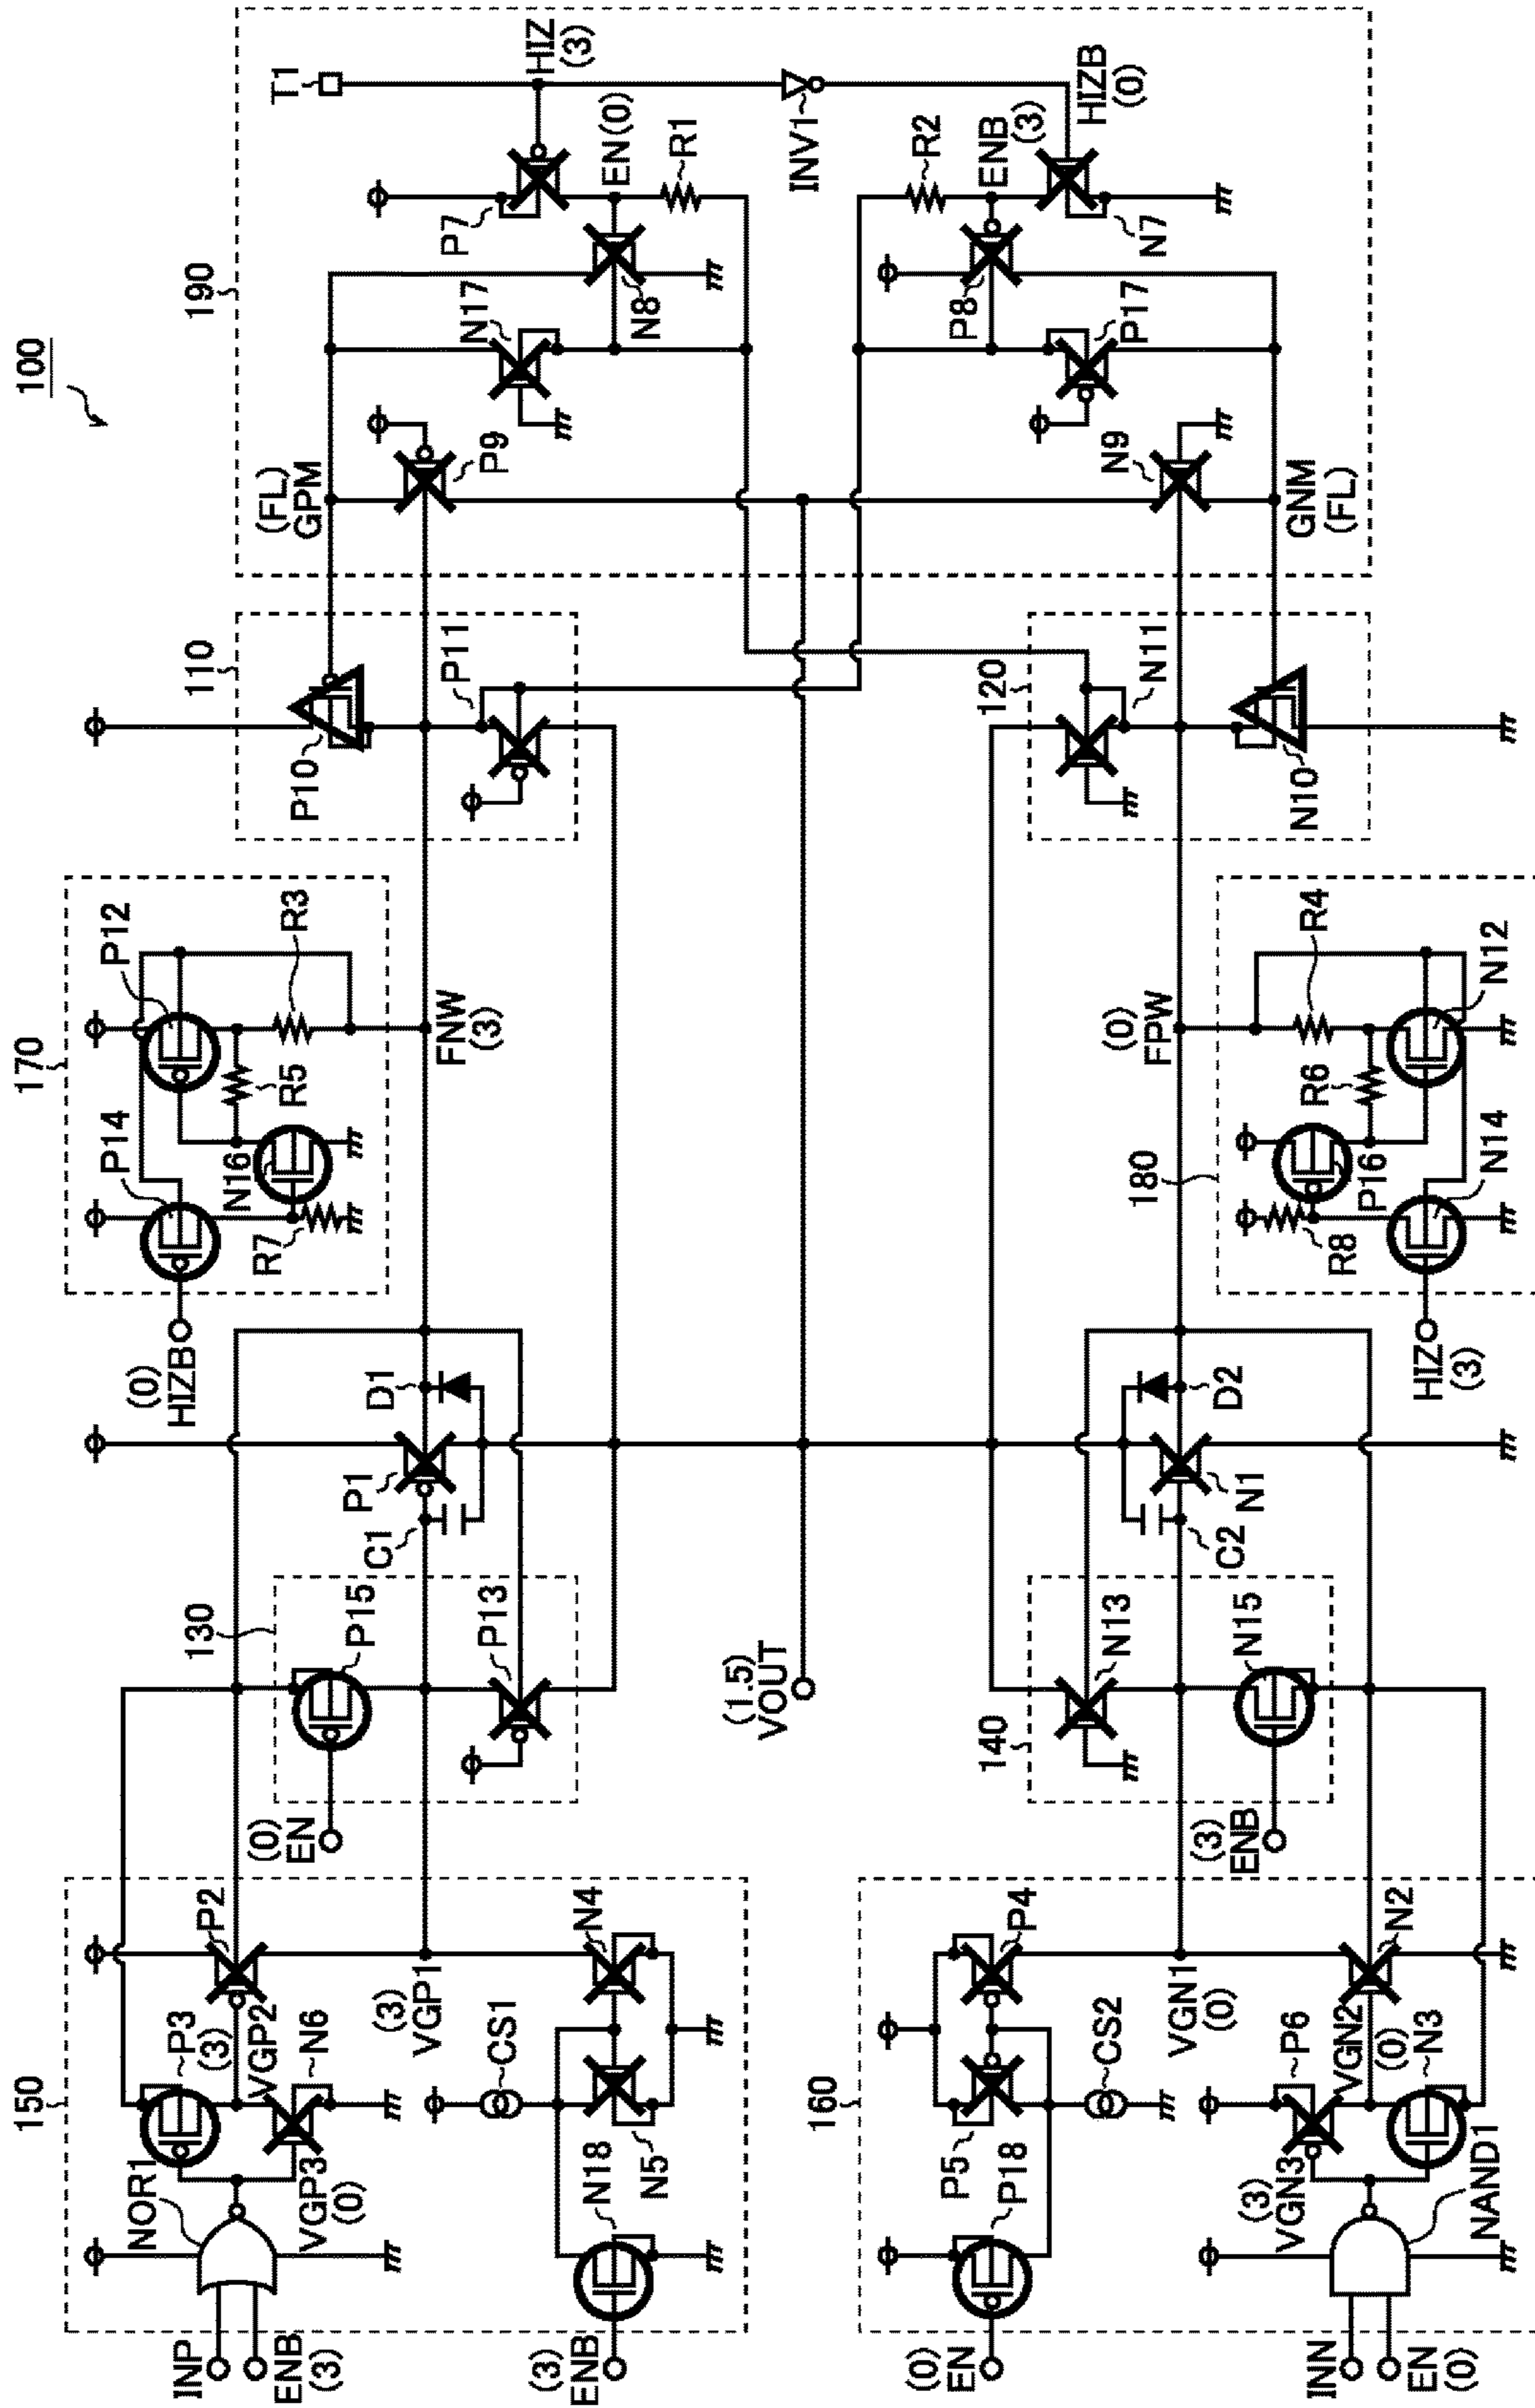 100
190
T1
HIZ
(3)
P7
EN(0)
R1
N17
N8
P9
(FL)
GPM
INV1
R2
ENB
(3)
HIZB
(0)
P8
P17
N7
N9
GNM
(FL)
110
P10
P11
120
N11
N10
170
P12
R3
P14
R5
N16
R7
FNW
(3)
(0)
HIZB
(0)
FPW
180
R4
R6
N12
P16
N14
R8
HIZ
(3)
D1
P1
C1
D2
N1
C2
130
P15
P13
(0)
EN
(1.5)
VOUT
140
N13
N15
(3)
ENB
150
P2
P3
(3)
VGP2
N6
NOR1
VGP3
(0)
(3)
VGP1
CS1
N4
N18
N5
INP
ENB
(3)
(3)
ENB
160
P4
P5
P18
CS2
VGN1
(0)
P6
VGN2
(0)
N2
N3
(3)
VGN3
NAND1
(0)
EN
INN
EN
(0)